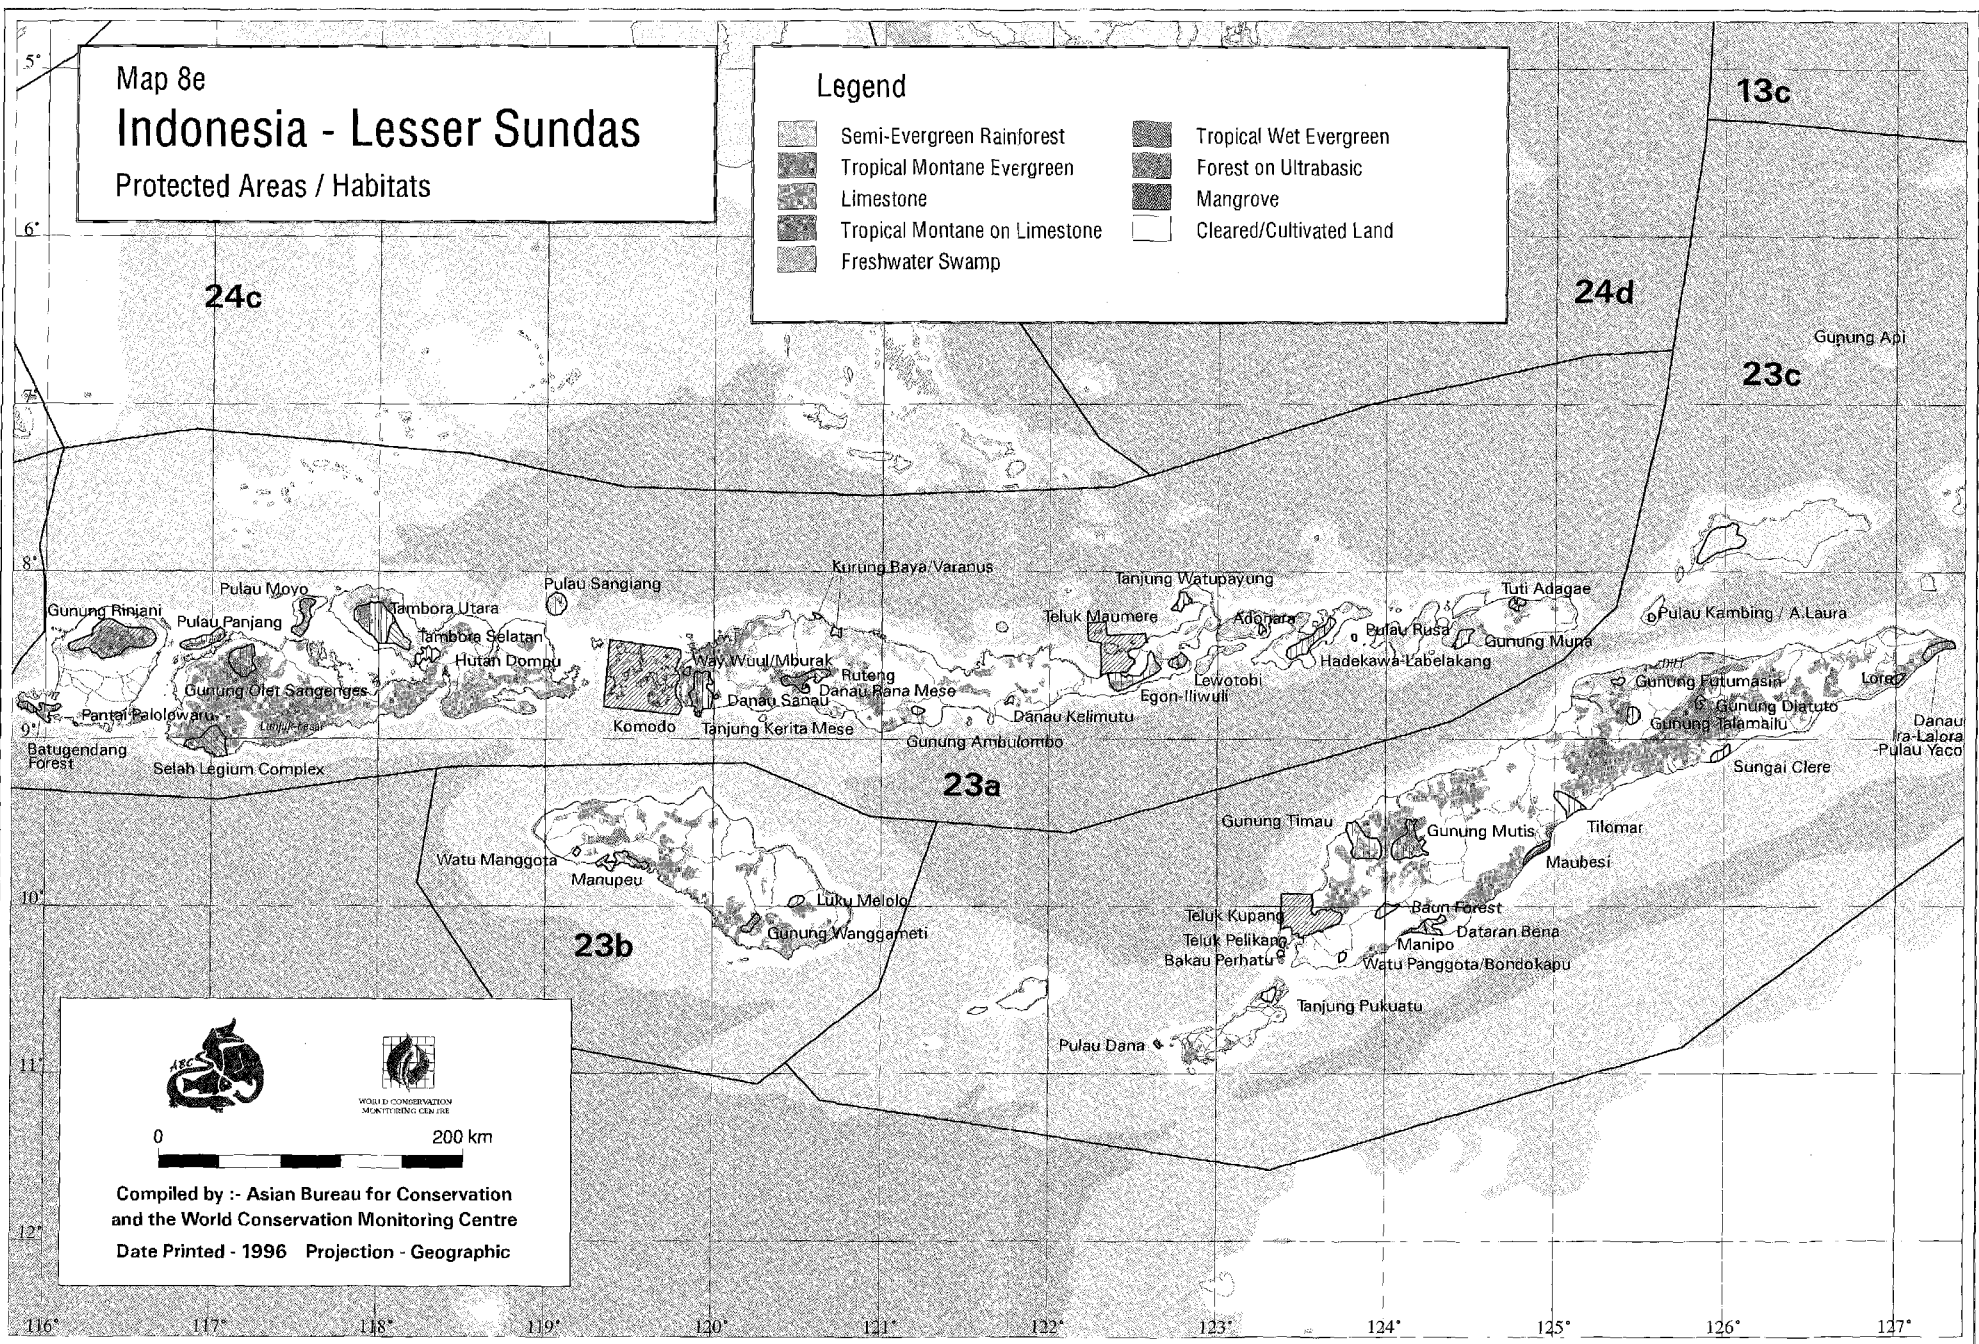 Map 8e
Indonesia - Lesser Sundas
Protected Areas / Habitats
Legend
Semi-Evergreen Rainforest
Tropical Montane Evergreen
Limestone
Tropical Montane on Limestone
Freshwater Swamp
Tropical Wet Evergreen
Forest on Ultrabasic
Mangrove
Cleared/Cultivated Land
5°
6°
7°
8°
9°
10°
11°
12°
13c
24c
24d
23c
Gunung Api
Kurung Baya/Varanus
Pulau Moyo
Pulau Sangiang
Tanjung Watupayung
Tuti Adagae
Gunung Rinjani
Pulau Panjang
Tambora Utara
Teluk Maumere
Adonara
Pulau Rusa
Pulau Kambing / A.Laura
Tambora Selatan
Gunung Muna
Hutan Dompu
Way Wuul/Mburak
Ruteng
Hadekawa-Labelakang
Gunung Olet Sangenges
Danau Rana Mese
Danau Sanau
Lewotobi
Egon-Iliwuli
Gunung Futumasin
Lore
Pantai Palolowaru
Danau Kelimutu
Gunung Diatuto
Gunung Talamailu
Komodo
Tanjung Kerita Mese
Gunung Ambulombo
Danau
Ira-Lalora
-Pulau Yaco
Batugendang
Forest
Selah Legium Complex
Sungai Clere
23a
Gunung Timau
Gunung Mutis
Tilomar
Watu Manggota
Manupeu
Maubesi
Luku Melolo
Baun Forest
Teluk Kupang
Gunung Wanggameti
Dataran Bena
23b
Teluk Pelikan
Manipo
Bakau Perhatu
Watu Panggota/Bondokapu
Tanjung Pukuatu
Pulau Dana
ABC
WORLD CONSERVATION
MONITORING CENTRE
0 200 km
Compiled by :- Asian Bureau for Conservation
and the World Conservation Monitoring Centre
Date Printed - 1996 Projection - Geographic
116° 117° 118° 119° 120° 121° 122° 123° 124° 125° 126° 127°